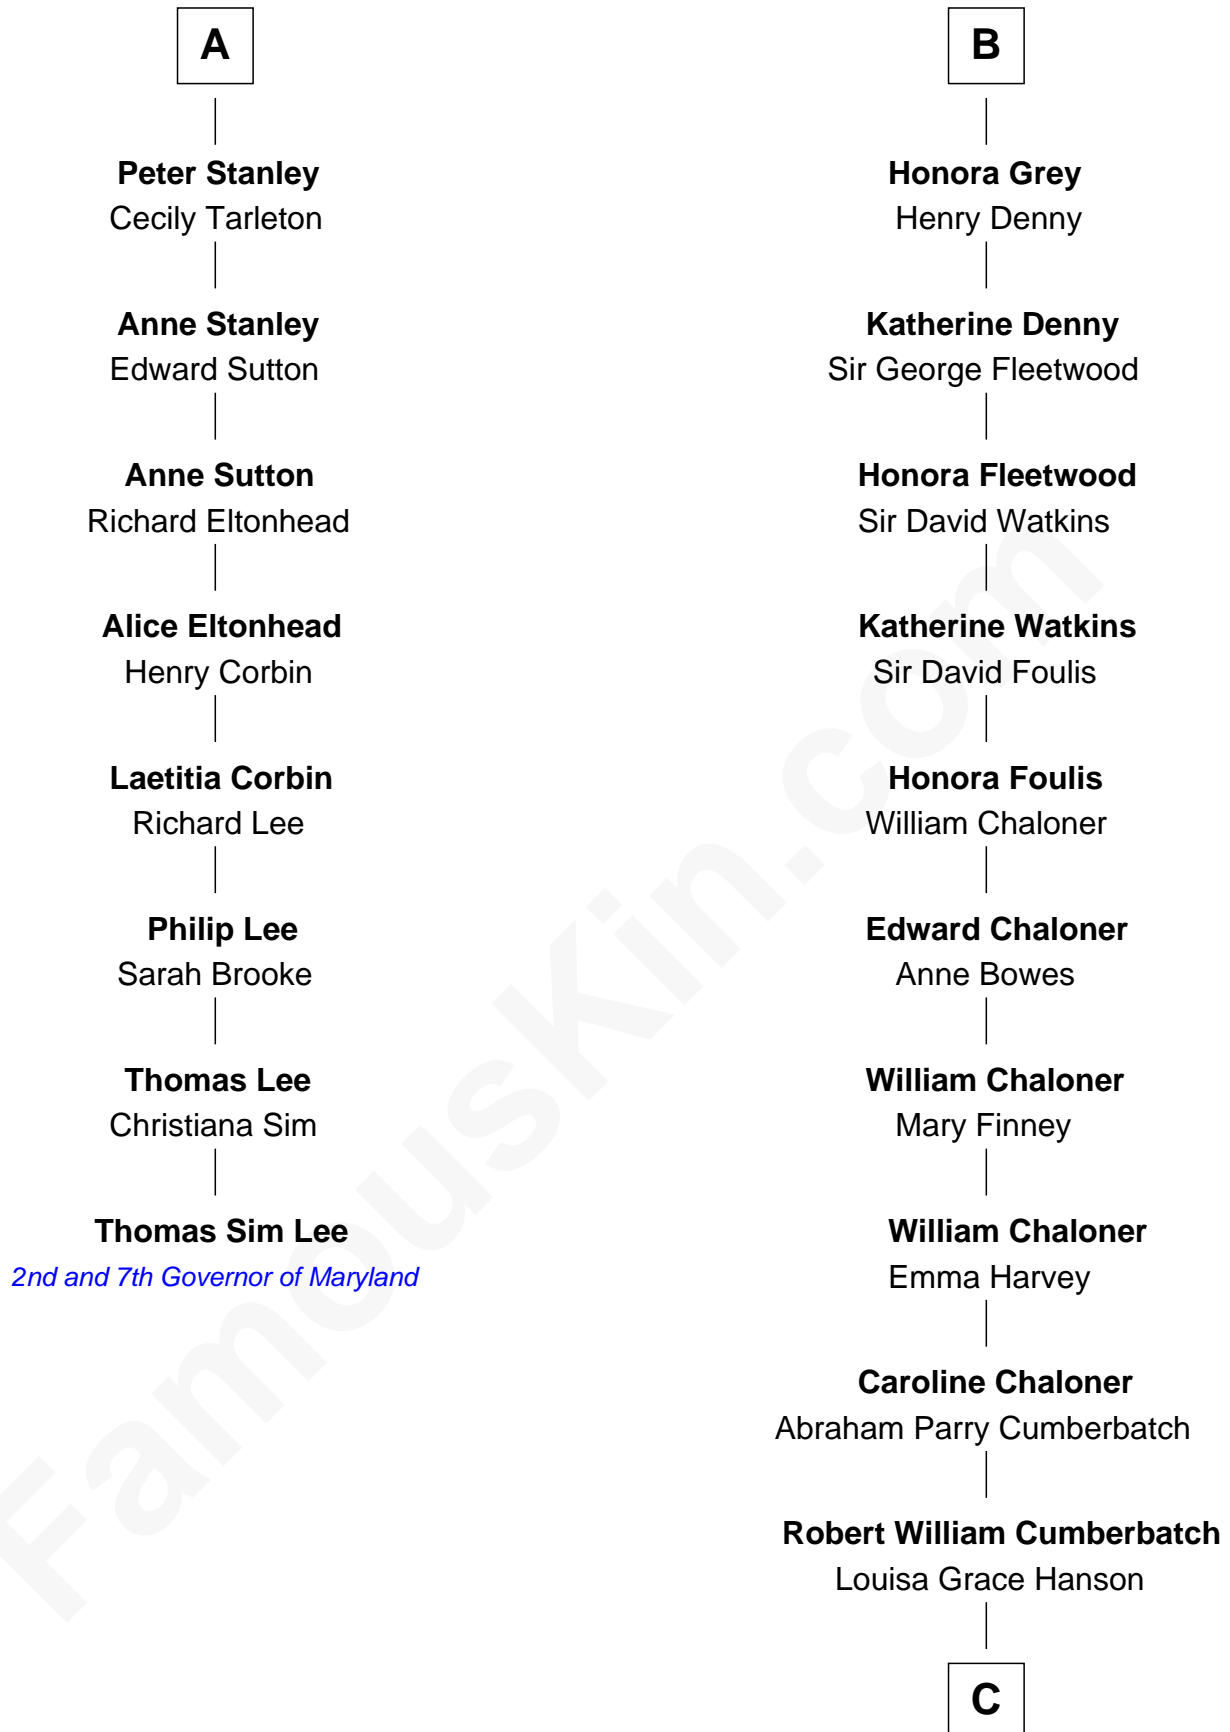 A
Peter Stanley
Cecily Tarleton
Anne Stanley
Edward Sutton
Anne Sutton
Richard Eltonhead
Alice Eltonhead
Henry Corbin
Laetitia Corbin
Richard Lee
Philip Lee
Sarah Brooke
Thomas Lee
Christiana Sim
Thomas Sim Lee
2nd and 7th Governor of Maryland
B
Honora Grey
Henry Denny
Katherine Denny
Sir George Fleetwood
Honora Fleetwood
Sir David Watkins
Katherine Watkins
Sir David Foulis
Honora Foulis
William Chaloner
Edward Chaloner
Anne Bowes
William Chaloner
Mary Finney
William Chaloner
Emma Harvey
Caroline Chaloner
Abraham Parry Cumberbatch
Robert William Cumberbatch
Louisa Grace Hanson
C
FamousKin.com